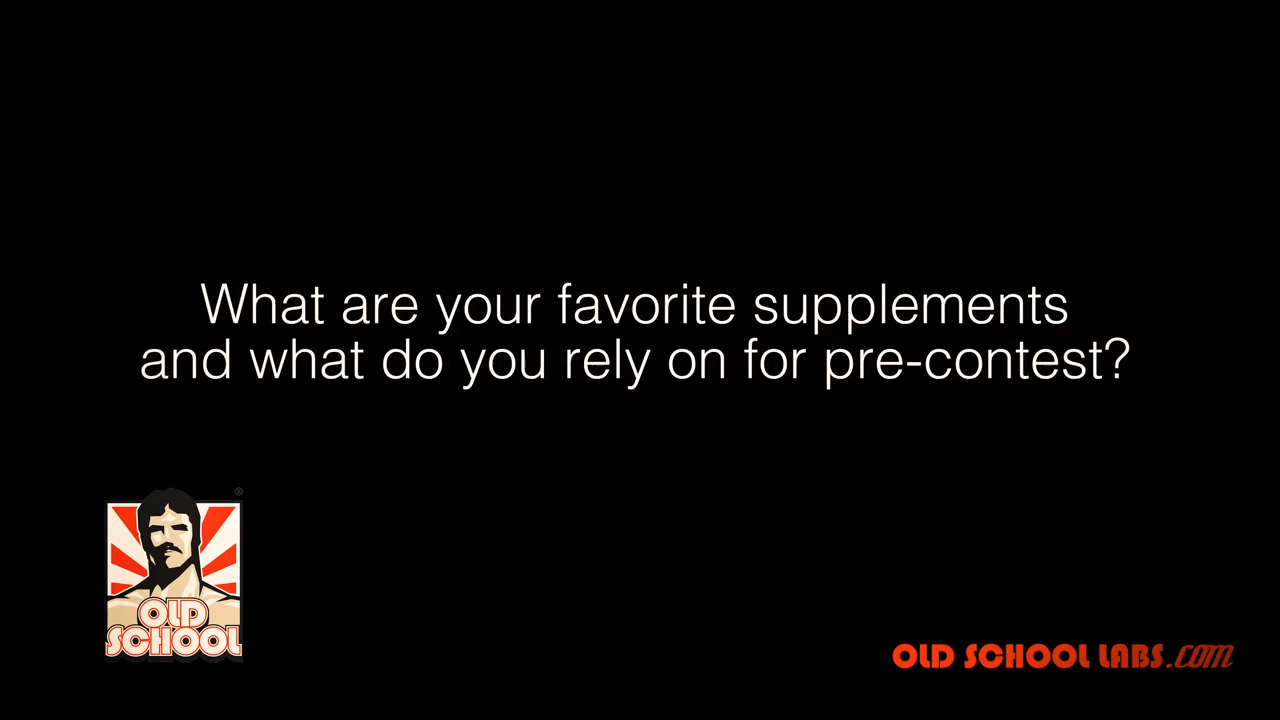 What are your favorite supplements
and what do you rely on for pre-contest?
®
OLD
SCHOOL
OLD SCHOOL LABS.com